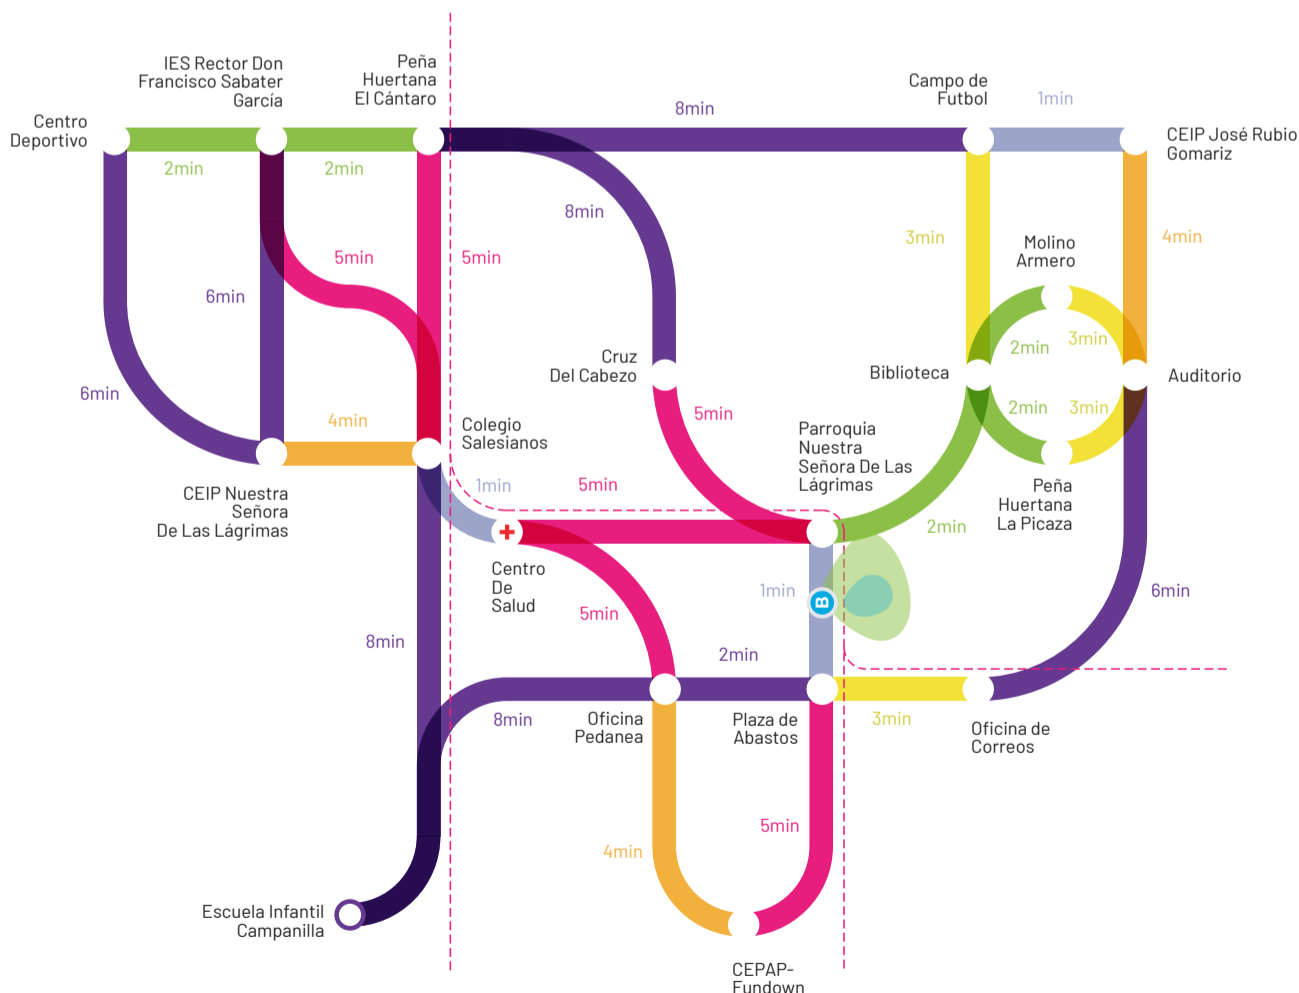 IES Rector Don
Francisco Sabater
García
Peña
Huertana
El Cántaro
Campo de
Futbol
1min
8min
Centro
Deportivo
CEIP José Rubio
Gomariz
2min
2min
8min
3min
4min
Molino
Armero
5min
5min
6min
3min
2min
Cruz
Del Cabezo
Biblioteca
Auditorio
6min
4min
5min
2min
3min
Colegio
Salesianos
Parroquia
Nuestra
Señora De Las
Lágrimas
1min
5min
CEIP Nuestra
Señora
De Las Lágrimas
Peña
Huertana
La Picaza
2min
Centro
De
Salud
1min
B
6min
5min
8min
2min
8min
Oficina
Pedanea
Plaza de
Abastos
3min
Oficina de
Correos
5min
4min
Escuela Infantil
Campanilla
CEPAP-
Fundown